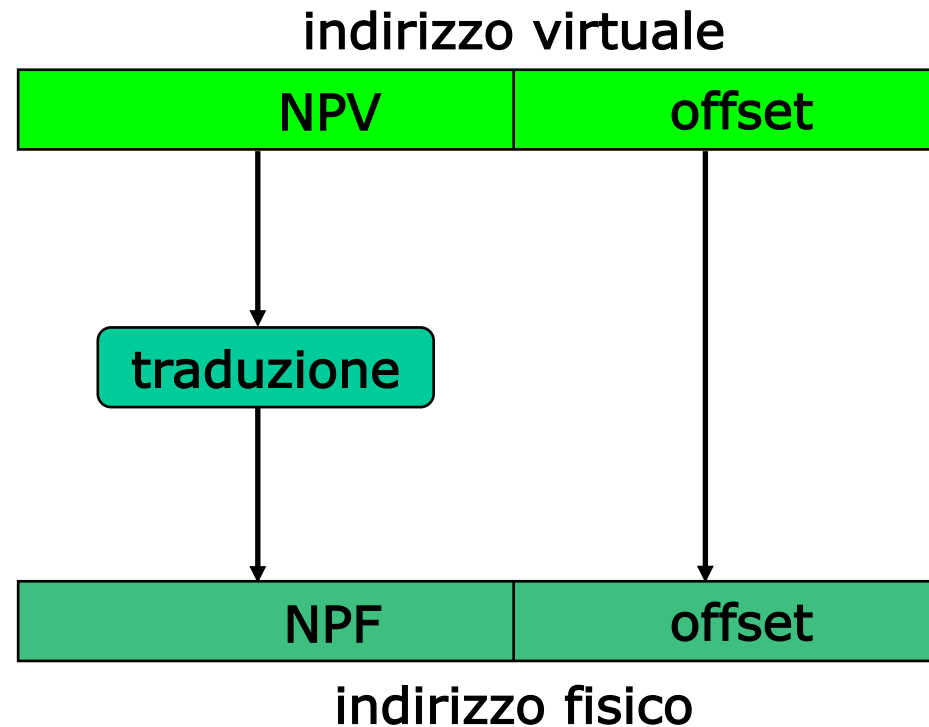 indirizzo virtuale
NPV offset
traduzione
NPF offset
indirizzo fisico